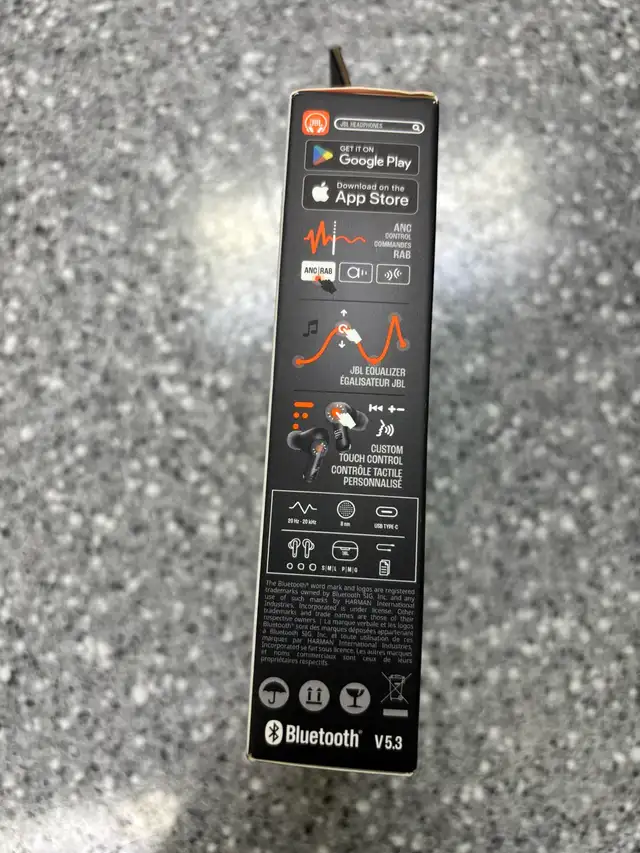 JBL
JBL HEADPHONES
GET IT ON
Google Play
Download on the
App Store
ANC
CONTROL
COMMANDES
RAB
ANC RAB
JBL EQUALIZER
ÉGALISATEUR JBL
CUSTOM
TOUCH CONTROL
CONTRÔLE TACTILE
PERSONNALISÉ
20 Hz - 20 kHz
8 mm
USB TYPE C
JBL
S|M|L P|M|G
The Bluetooth® word mark and logos are registered
trademarks owned by Bluetooth SIG, Inc. and any
use of such marks by HARMAN International
Industries, Incorporated is under license. Other
trademarks and trade names are those of their
respective owners. | La marque verbale et les logos
Bluetooth® sont des marques déposées appartenant
à Bluetooth SIG, Inc. et toute utilisation de ces
marques par HARMAN International Industries,
Incorporated se fait sous licence. Les autres marques
et noms commerciaux sont ceux de leurs
propriétaires respectifs.
Bluetooth® V 5.3